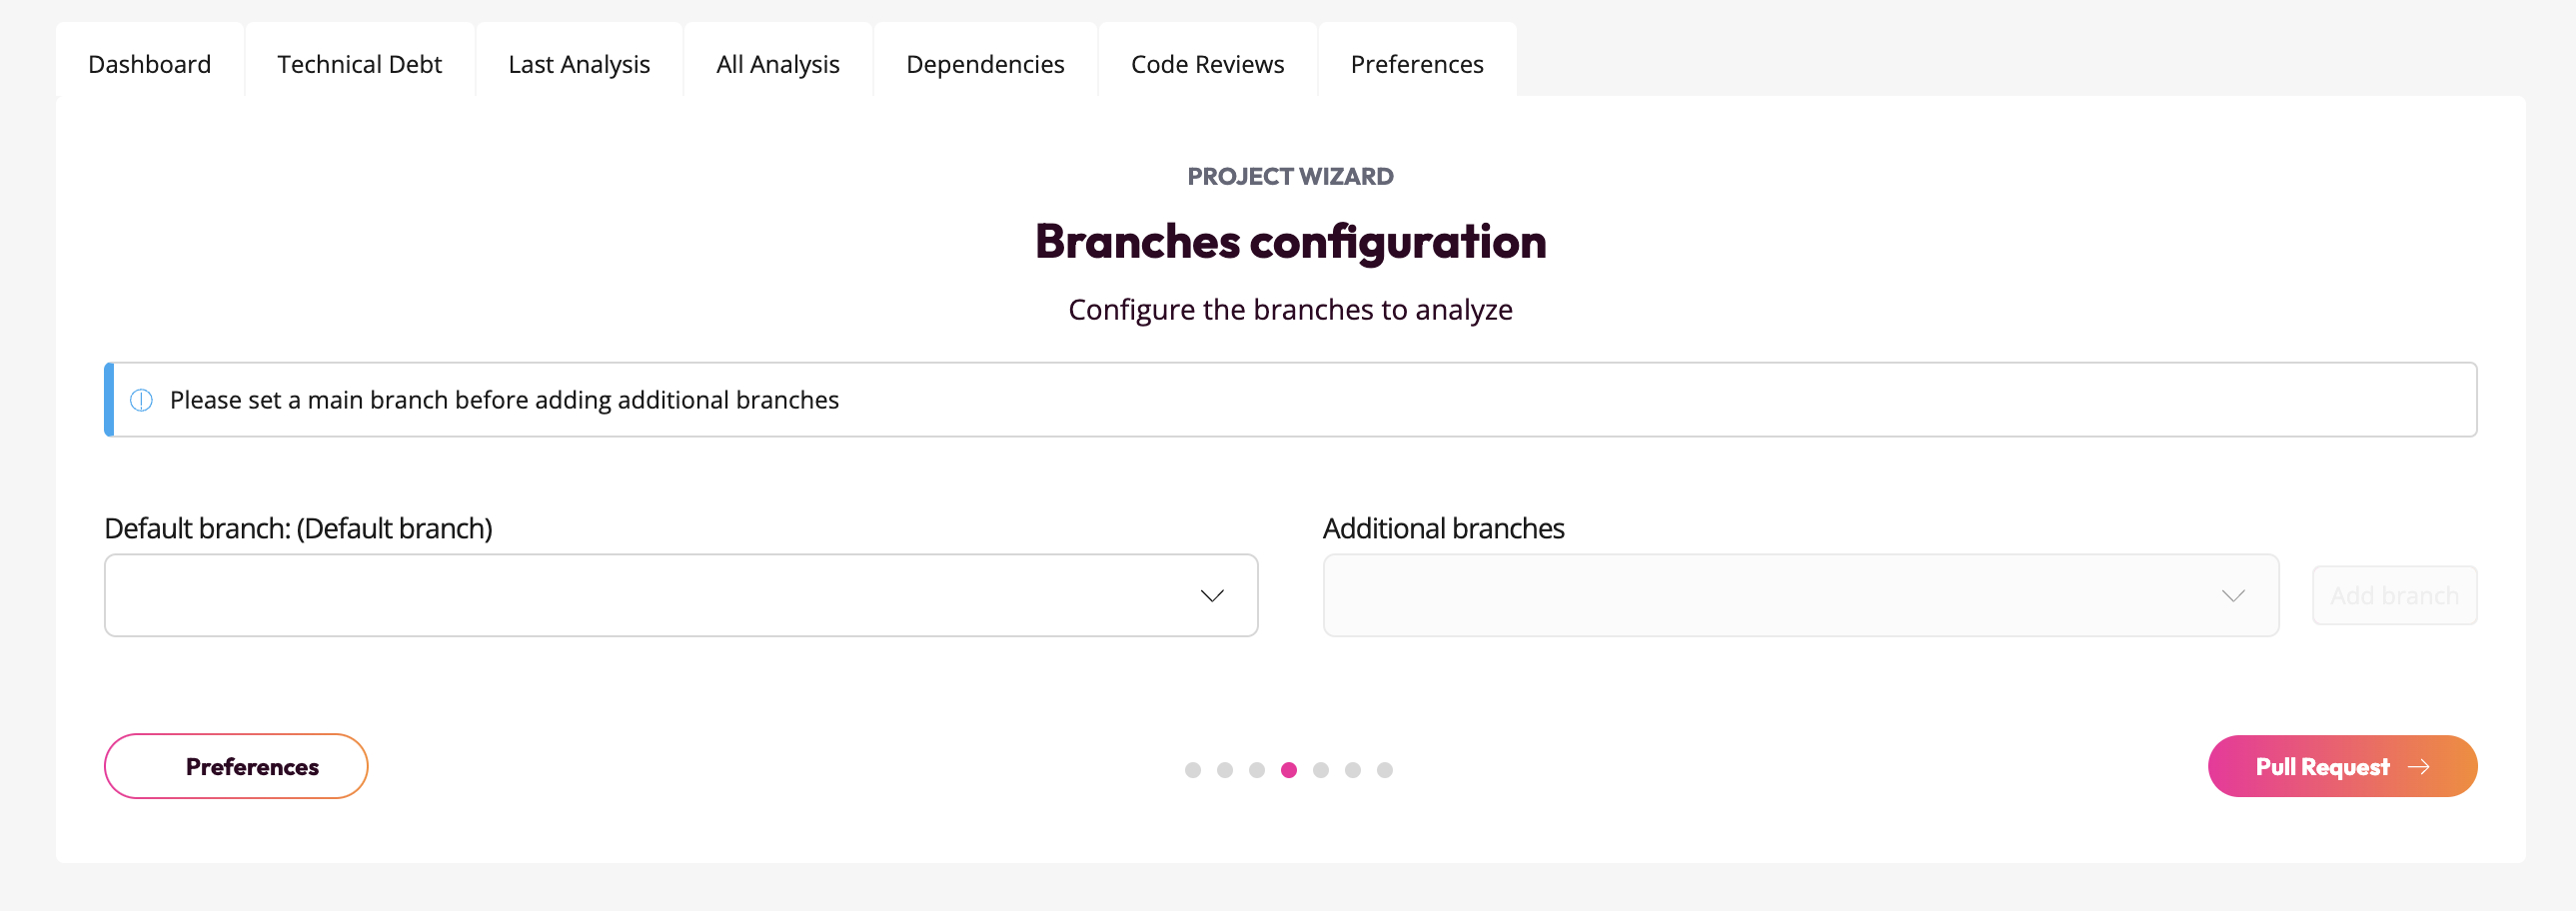 Dashboard Technical Debt Last Analysis All Analysis Dependencies Code Reviews Preferences
PROJECT WIZARD
Branches configuration
Configure the branches to analyze
Please set a main branch before adding additional branches
Default branch: (Default branch) Additional branches
Add branch
Preferences Pull Request